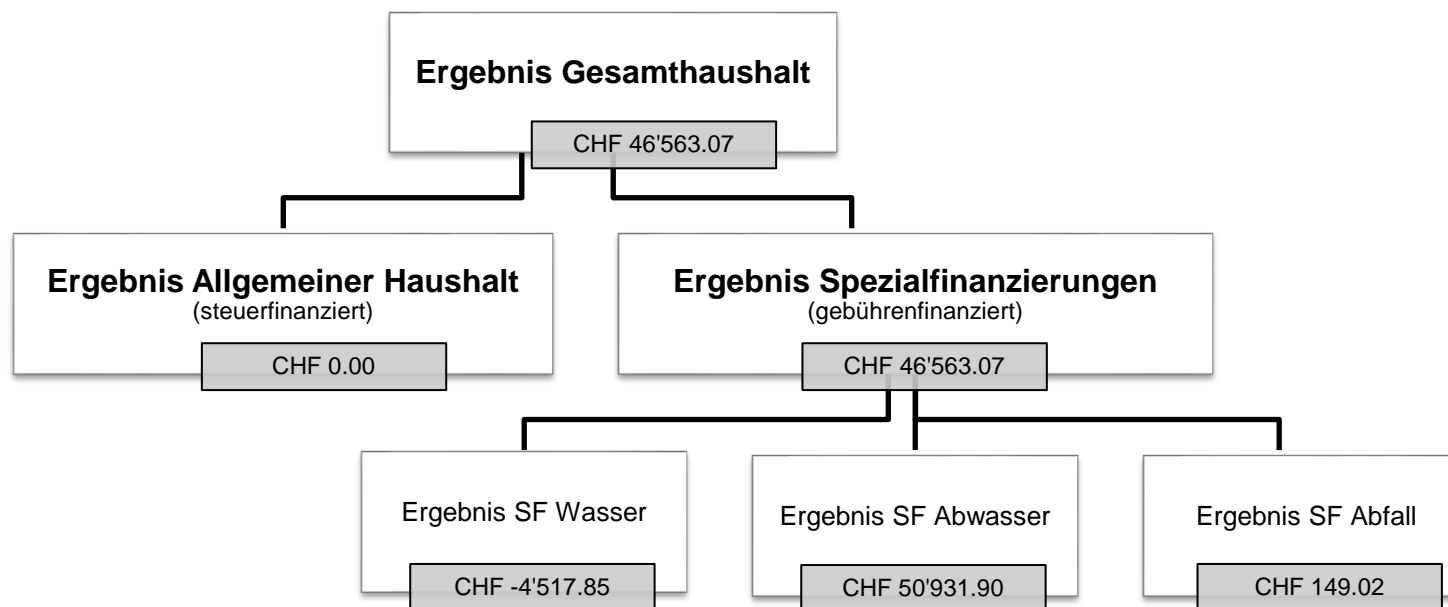 Ergebnis Gesamthaushalt
CHF 46'563.07
Ergebnis Allgemeiner Haushalt
(steuerfinanziert)
CHF 0.00
Ergebnis Spezialfinanzierungen
(gebührenfinanziert)
CHF 46'563.07
Ergebnis SF Wasser
CHF -4'517.85
Ergebnis SF Abwasser
CHF 50'931.90
Ergebnis SF Abfall
CHF 149.02